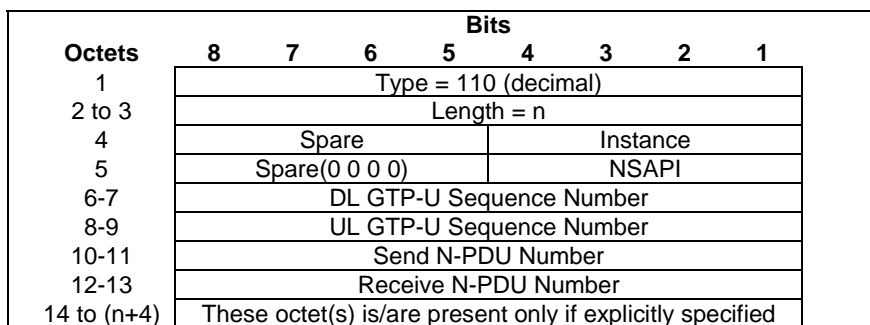 Bits
Octets 8 7 6 5 4 3 2 1
1 Type = 110 (decimal)
2 to 3 Length = n
4 Spare Instance
5 Spare(0 0 0 0) NSAPI
6-7 DL GTP-U Sequence Number
8-9 UL GTP-U Sequence Number
10-11 Send N-PDU Number
12-13 Receive N-PDU Number
14 to (n+4) These octet(s) is/are present only if explicitly specified